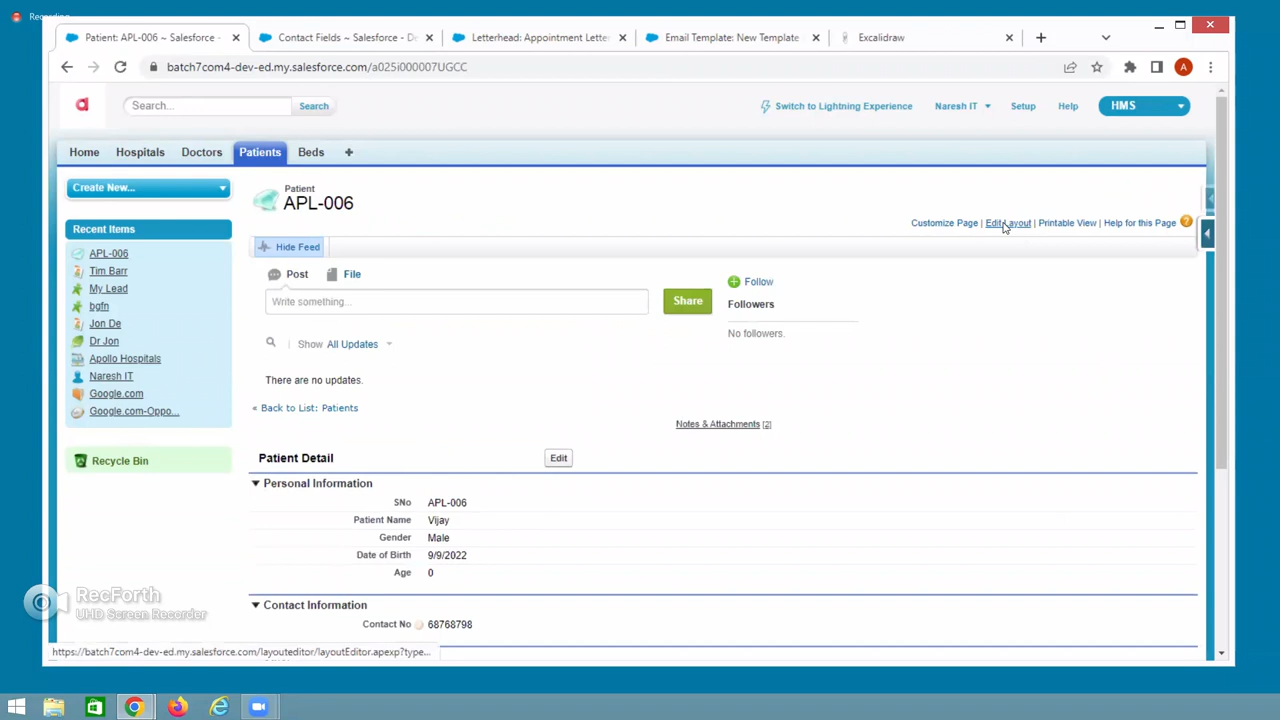 Recording
Patient: APL-006 ~ Salesforce -
Contact Fields ~ Salesforce - De
Letterhead: Appointment Letter
Email Template: New Template
Excalidraw
batch7com4-dev-ed.my.salesforce.com/a025i000007UGCC
A
Search...
Search
Switch to Lightning Experience
Naresh IT
Setup
Help
HMS
Home
Hospitals
Doctors
Patients
Beds
Create New...
Patient
APL-006
Customize Page | Edit Layout | Printable View | Help for this Page
Recent Items
APL-006
Tim Barr
My Lead
bgfn
Jon De
Dr Jon
Apollo Hospitals
Naresh IT
Google.com
Google.com-Oppo...
Recycle Bin
Hide Feed
Post
File
Write something...
Share
Follow
Followers
No followers.
Show All Updates
There are no updates.
« Back to List: Patients
Notes & Attachments [2]
Patient Detail
Edit
Personal Information
SNo APL-006
Patient Name Vijay
Gender Male
Date of Birth 9/9/2022
Age 0
Contact Information
Contact No 68768798
RecForth
UHD Screen Recorder
https://batch7com4-dev-ed.my.salesforce.com/layouteditor/layoutEditor.apexp?type...